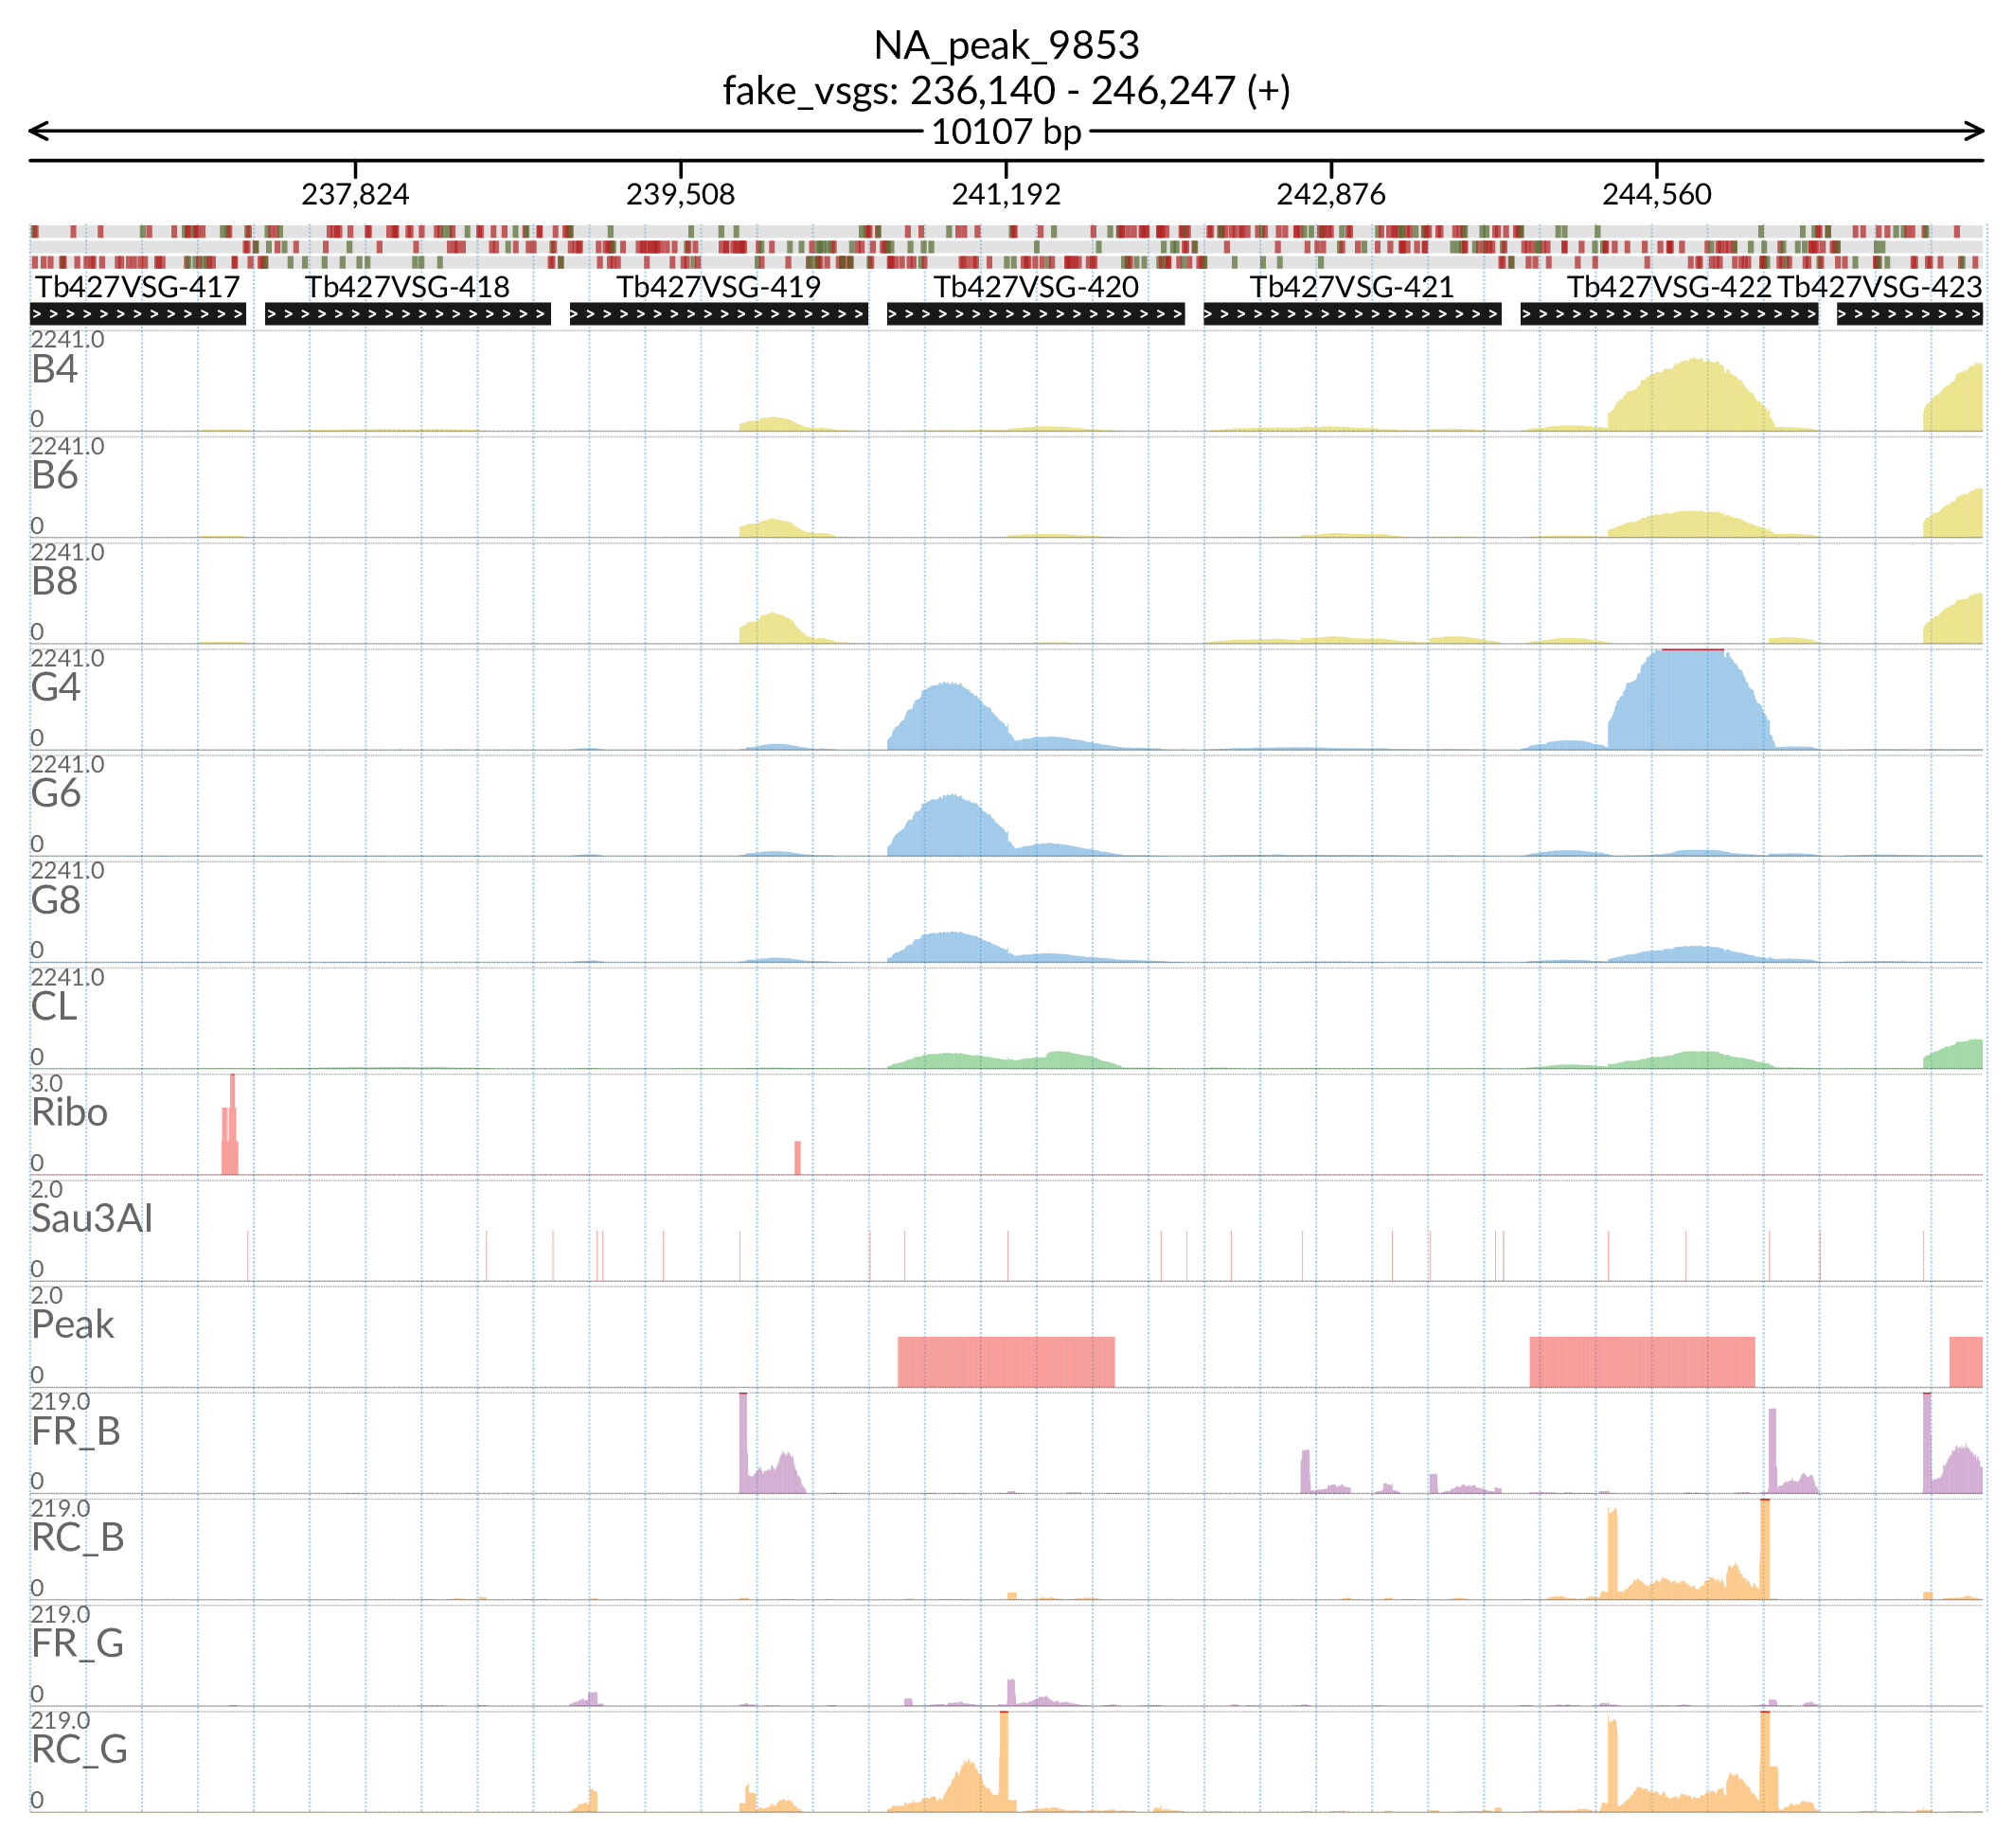 NA_peak_9853
fake_vsgs: 236,140 - 246,247 (+)
10107 bp
237,824 239,508 241,192 242,876 244,560
Tb427VSG-417 Tb427VSG-418 Tb427VSG-419 Tb427VSG-420 Tb427VSG-421 Tb427VSG-422 Tb427VSG-423
2241.0
B4
0
2241.0
B6
0
2241.0
B8
0
2241.0
G4
0
2241.0
G6
0
2241.0
G8
0
2241.0
CL
0
3.0
Ribo
0
2.0
Sau3AI
0
2.0
Peak
0
219.0
FR_B
0
219.0
RC_B
0
219.0
FR_G
0
219.0
RC_G
0